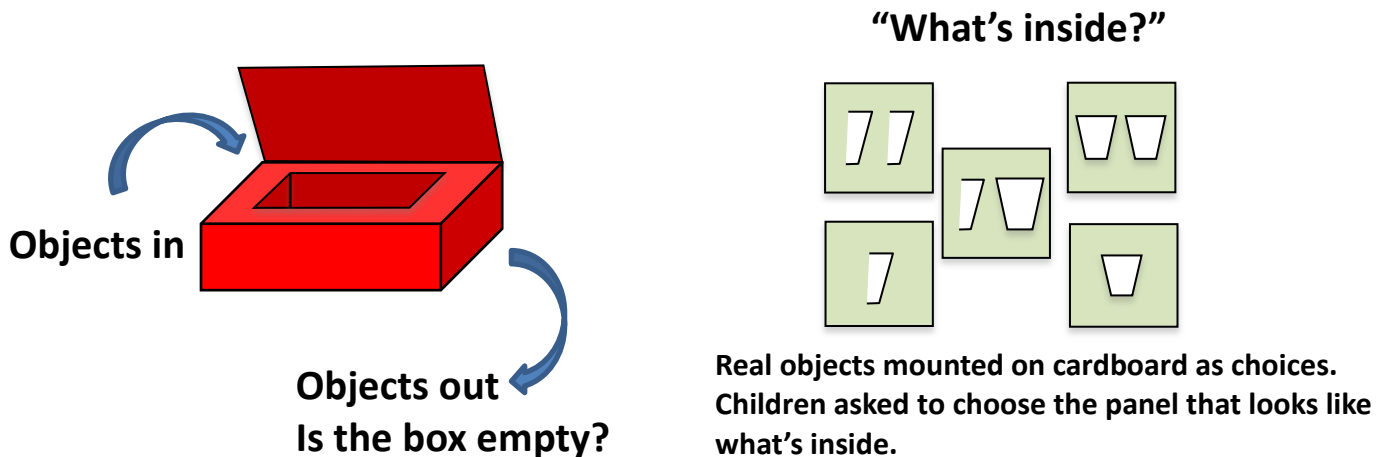 “What’s inside?”
Objects in
Objects out
Is the box empty?
Real objects mounted on cardboard as choices.
Children asked to choose the panel that looks like
what’s inside.